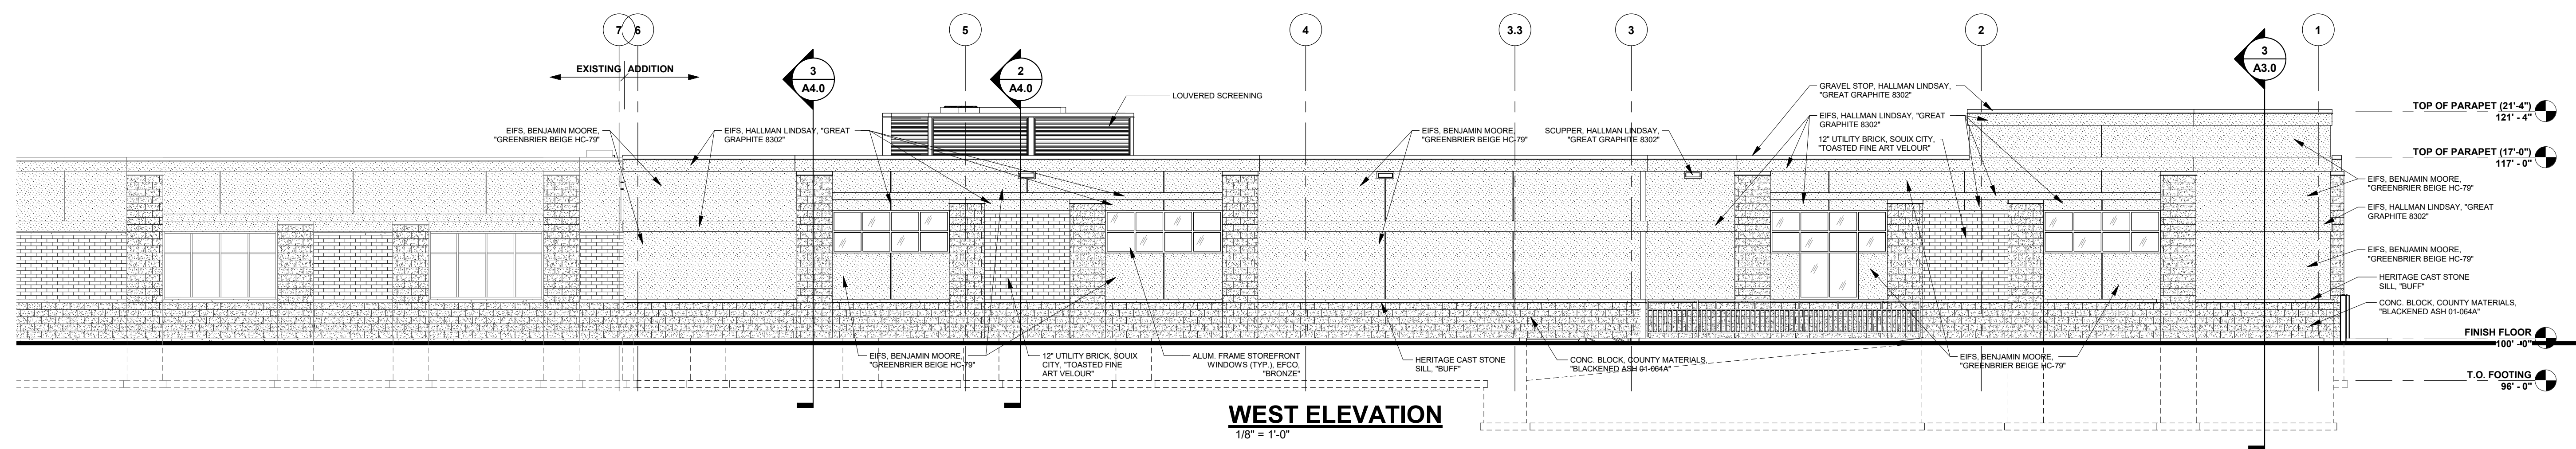 7
6
5
4
3.3
3
2
1
EXISTING
ADDITION
3
A4.0
2
A4.0
3
A3.0
LOUVERED SCREENING
GRAVEL STOP, HALLMAN LINDSAY,
"GREAT GRAPHITE 8302"
EIFS, BENJAMIN MOORE,
"GREENBRIER BEIGE HC-79"
EIFS, HALLMAN LINDSAY, "GREAT
GRAPHITE 8302"
EIFS, BENJAMIN MOORE,
"GREENBRIER BEIGE HC-79"
SCUPPER, HALLMAN LINDSAY,
"GREAT GRAPHITE 8302"
EIFS, HALLMAN LINDSAY, "GREAT
GRAPHITE 8302"
12" UTILITY BRICK, SOUIX CITY,
"TOASTED FINE ART VELOUR"
TOP OF PARAPET (21'-4")
121' - 4"
TOP OF PARAPET (17'-0")
117' - 0"
EIFS, BENJAMIN MOORE,
"GREENBRIER BEIGE HC-79"
EIFS, HALLMAN LINDSAY, "GREAT
GRAPHITE 8302"
EIFS, BENJAMIN MOORE,
"GREENBRIER BEIGE HC-79"
HERITAGE CAST STONE
SILL, "BUFF"
CONC. BLOCK, COUNTY MATERIALS,
"BLACKENED ASH 01-064A"
FINISH FLOOR
100' - 0"
T.O. FOOTING
96' - 0"
EIFS, BENJAMIN MOORE,
"GREENBRIER BEIGE HC-79"
12" UTILITY BRICK, SOUIX
CITY, "TOASTED FINE
ART VELOUR"
ALUM. FRAME STOREFRONT
WINDOWS (TYP.), EFCO,
"BRONZE"
HERITAGE CAST STONE
SILL, "BUFF"
CONC. BLOCK, COUNTY MATERIALS,
"BLACKENED ASH 01-064A"
EIFS, BENJAMIN MOORE,
"GREENBRIER BEIGE HC-79"
WEST ELEVATION
1/8" = 1'-0"